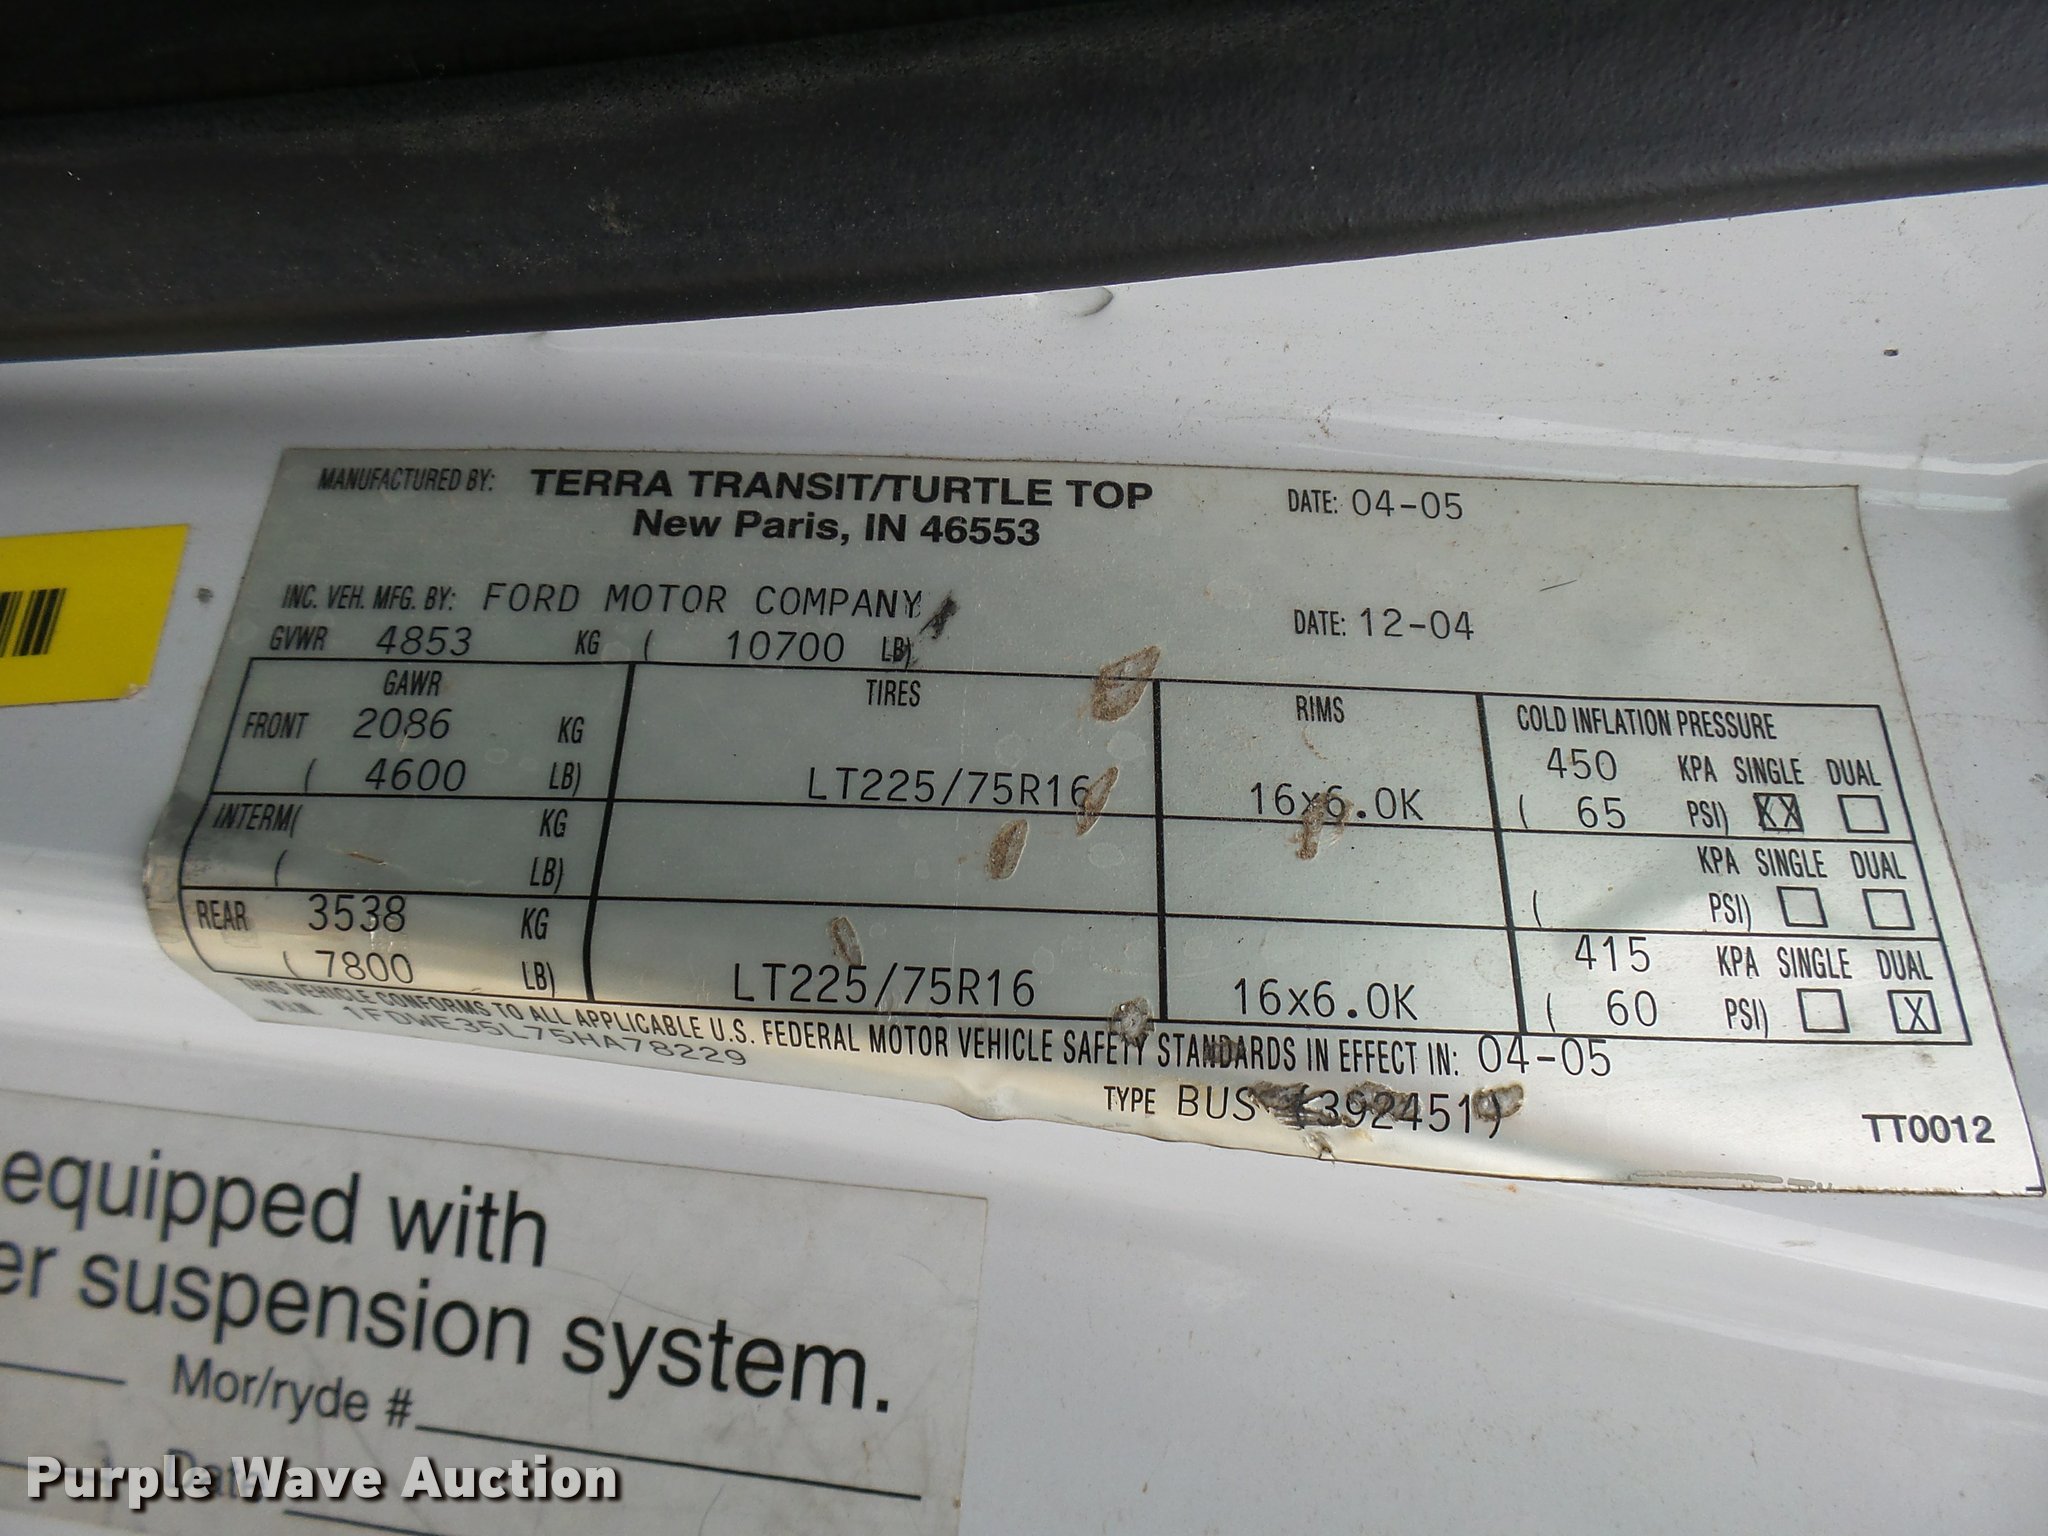 MANUFACTURED BY: TERRA TRANSIT/TURTLE TOP DATE: 04-05
New Paris, IN 46553
INC. VEH. MFG. BY: FORD MOTOR COMPANY DATE: 12-04
GVWR 4853 KG ( 10700 LB)
GAWR TIRES RIMS COLD INFLATION PRESSURE
FRONT 2086 KG 450 KPA SINGLE DUAL
( 4600 LB) LT225/75R16 16x6.0K ( 65 PSI) XX
INTERM( KG KPA SINGLE DUAL
( LB) ( PSI)
REAR 3538 KG 415 KPA SINGLE DUAL
( 7800 LB) LT225/75R16 16x6.0K ( 60 PSI) X
THIS VEHICLE CONFORMS TO ALL APPLICABLE U.S. FEDERAL MOTOR VEHICLE SAFETY STANDARDS IN EFFECT IN: 04-05
V.I.N. 1FDWE35L75HA78229
TYPE BUS (392451)
TT0012
equipped with
er suspension system.
Mor/ryde #
Date
Purple Wave Auction